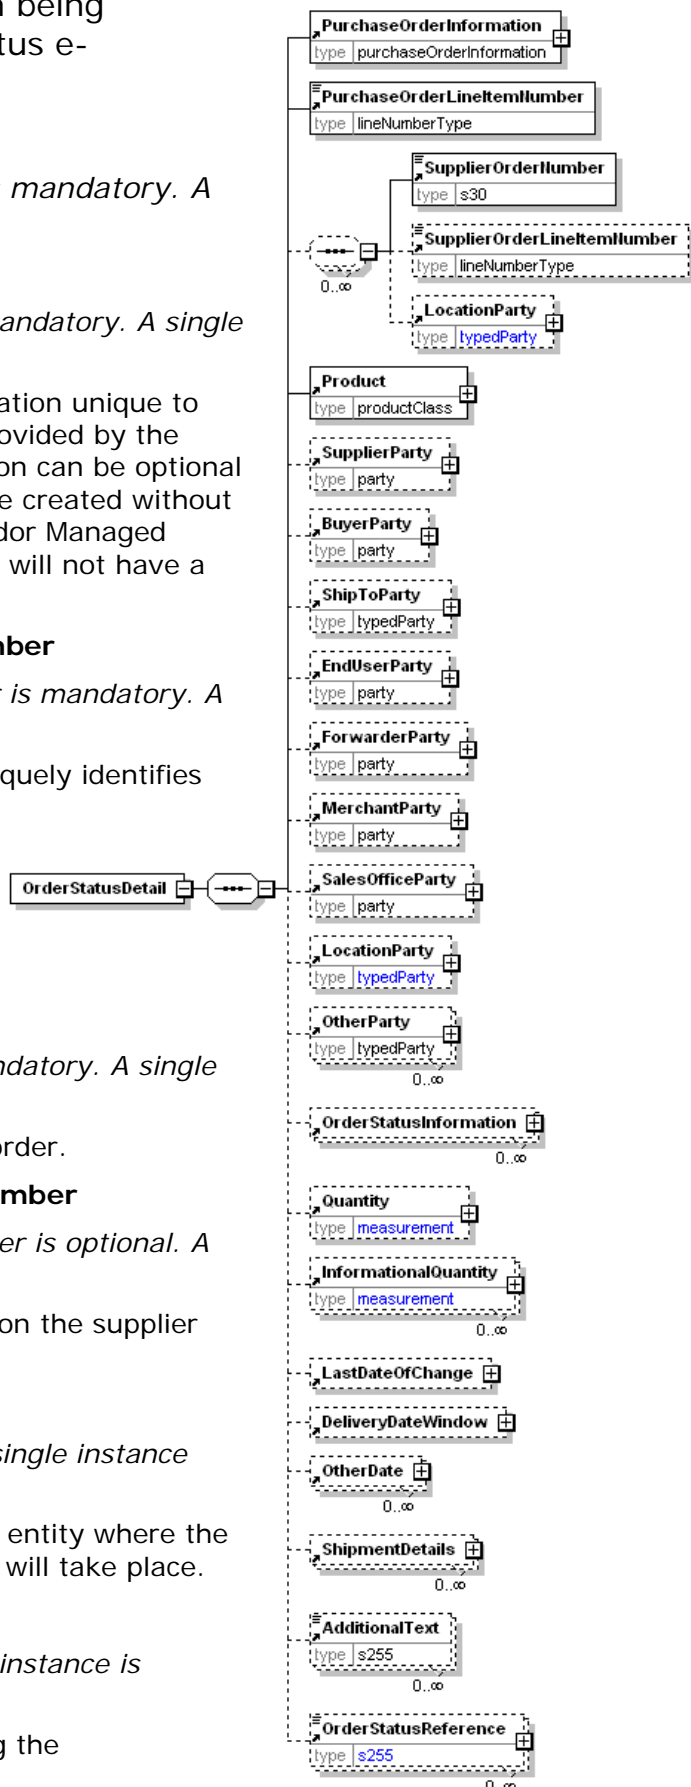 n being
tus e-
s mandatory. A
andatory. A single
ation unique to
rovided by the
on can be optional
e created without
dor Managed
will not have a
nber
r is mandatory. A
quely identifies
ndatory. A single
order.
mber
er is optional. A
on the supplier
single instance
entity where the
will take place.
instance is
g the
PurchaseOrderInformation
type purchaseOrderInformation
PurchaseOrderLineItemNumber
type lineNumberType
SupplierOrderNumber
type s30
SupplierOrderLineItemNumber
type lineNumberType
0..∞
LocationParty
type typedParty
Product
type productClass
SupplierParty
type party
BuyerParty
type party
ShipToParty
type typedParty
EndUserParty
type party
ForwarderParty
type party
MerchantParty
type party
OrderStatusDetail
SalesOfficeParty
type party
LocationParty
type typedParty
OtherParty
type typedParty
0..∞
OrderStatusInformation
0..∞
Quantity
type measurement
InformationalQuantity
type measurement
0..∞
LastDateOfChange
DeliveryDateWindow
OtherDate
0..∞
ShipmentDetails
0..∞
AdditionalText
type s255
0..∞
OrderStatusReference
type s255
0..∞